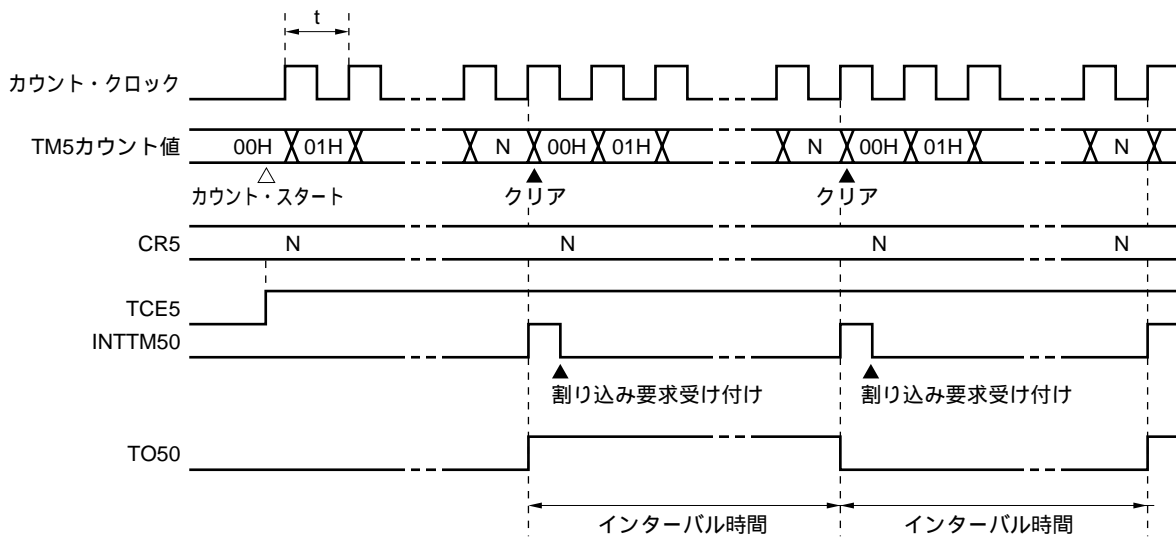 t
カウント・クロック
TM5カウント値 00H 01H N 00H 01H N 00H 01H N
カウント・スタート クリア クリア
CR5 N N N N
TCE5
INTTM50
割り込み要求受け付け 割り込み要求受け付け
TO50
インターバル時間 インターバル時間